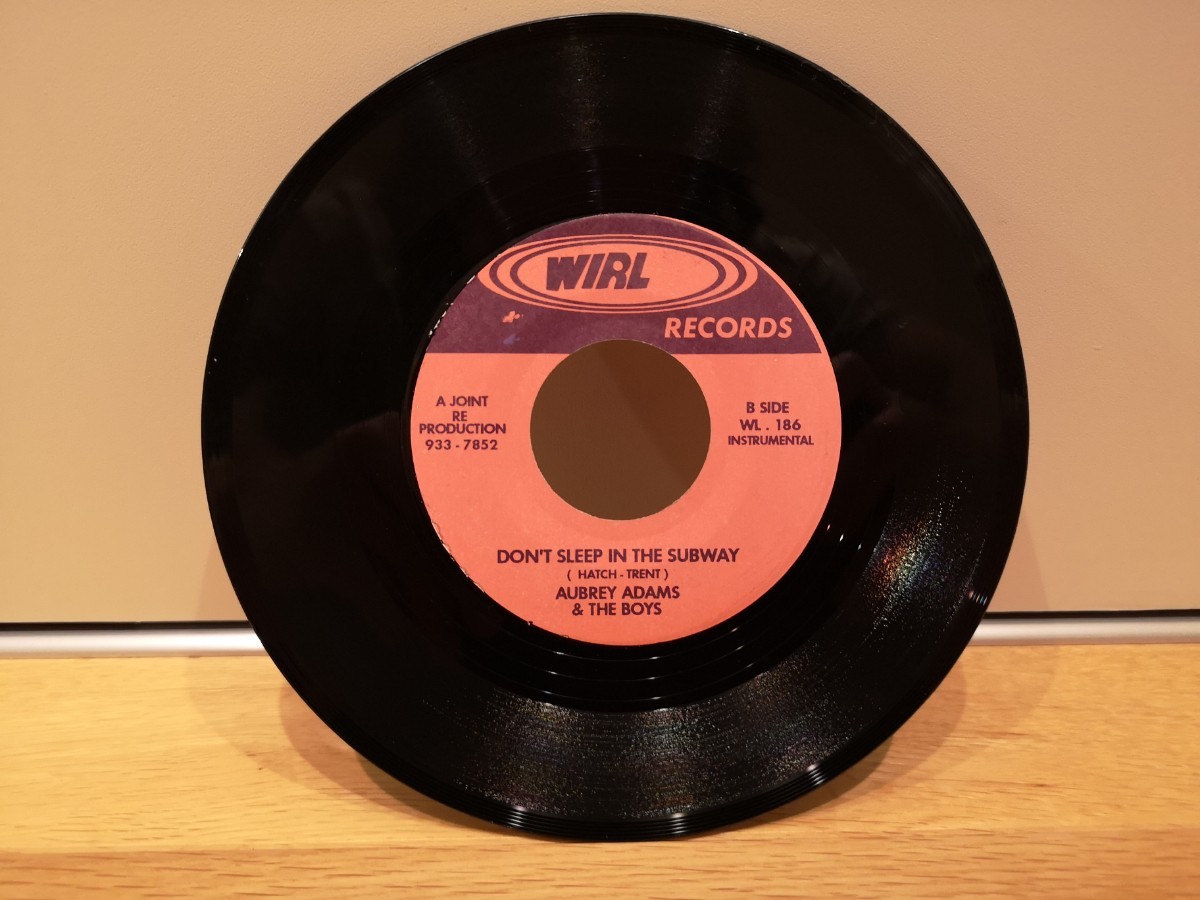 WIRL
RECORDS
A JOINT
RE
PRODUCTION
933 - 7852
B SIDE
WL . 186
INSTRUMENTAL
DON'T SLEEP IN THE SUBWAY
( HATCH - TRENT )
AUBREY ADAMS
& THE BOYS